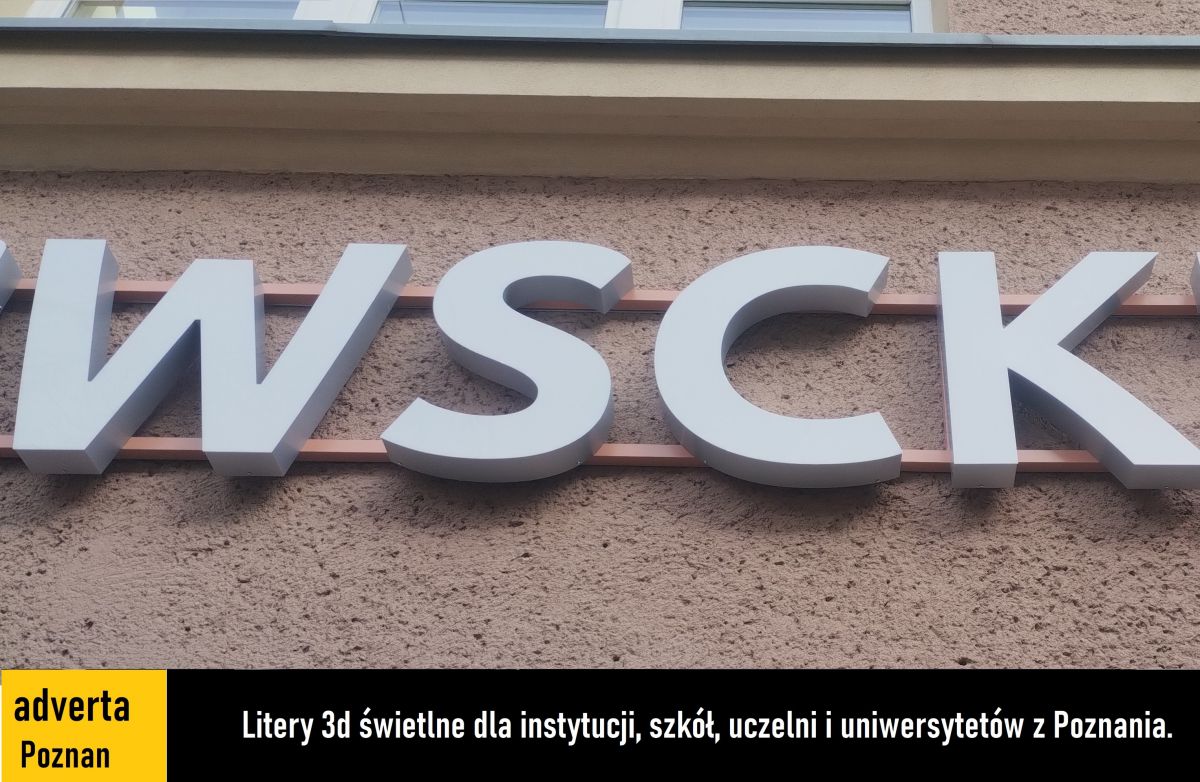 WSCK
adverta
Poznan
Litery 3d świetlne dla instytucji, szkół, uczelni i uniwersytetów z Poznania.